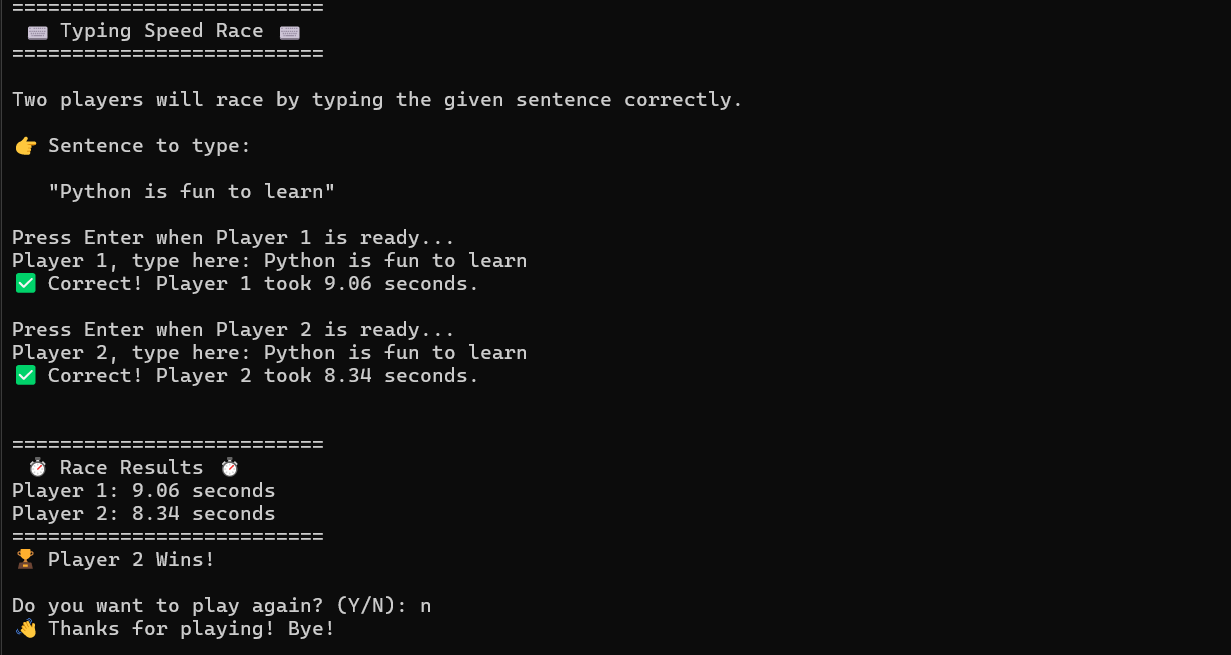 ==========================
⌨ Typing Speed Race ⌨
==========================
Two players will race by typing the given sentence correctly.
👉 Sentence to type:
"Python is fun to learn"
Press Enter when Player 1 is ready...
Player 1, type here: Python is fun to learn
✅ Correct! Player 1 took 9.06 seconds.
Press Enter when Player 2 is ready...
Player 2, type here: Python is fun to learn
✅ Correct! Player 2 took 8.34 seconds.
==========================
⏱ Race Results ⏱
Player 1: 9.06 seconds
Player 2: 8.34 seconds
==========================
🏆 Player 2 Wins!
Do you want to play again? (Y/N): n
👋 Thanks for playing! Bye!